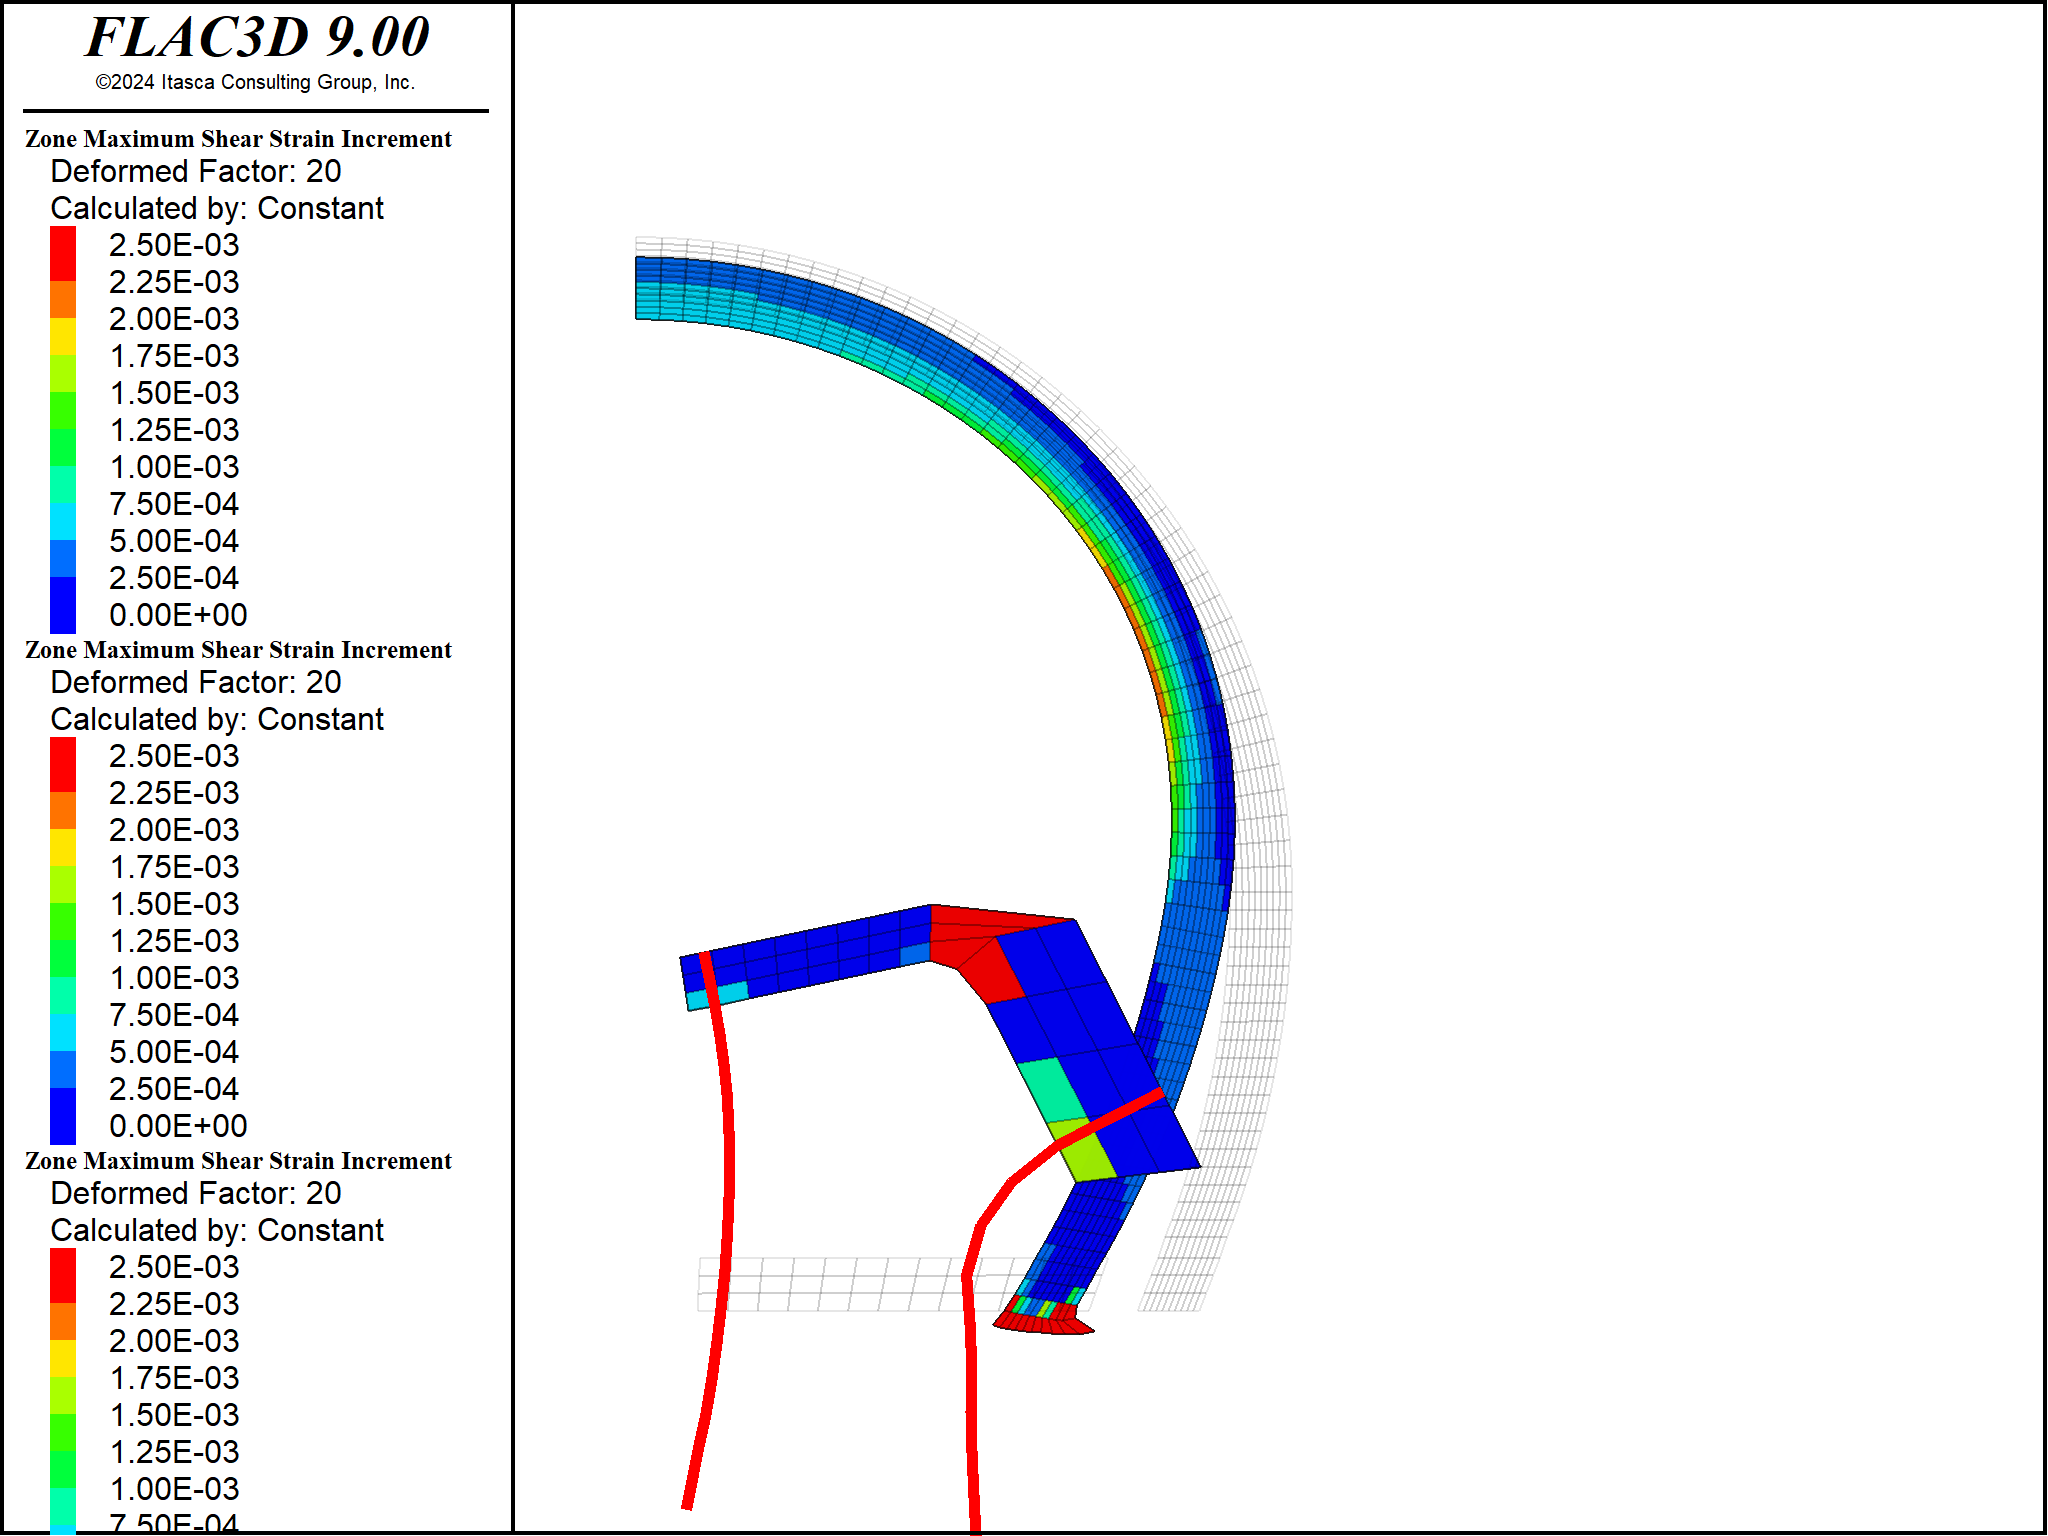 FLAC3D 9.00
©2024 Itasca Consulting Group, Inc.
Zone Maximum Shear Strain Increment
Deformed Factor: 20
Calculated by: Constant
2.50E-03
2.25E-03
2.00E-03
1.75E-03
1.50E-03
1.25E-03
1.00E-03
7.50E-04
5.00E-04
2.50E-04
0.00E+00
Zone Maximum Shear Strain Increment
Deformed Factor: 20
Calculated by: Constant
2.50E-03
2.25E-03
2.00E-03
1.75E-03
1.50E-03
1.25E-03
1.00E-03
7.50E-04
5.00E-04
2.50E-04
0.00E+00
Zone Maximum Shear Strain Increment
Deformed Factor: 20
Calculated by: Constant
2.50E-03
2.25E-03
2.00E-03
1.75E-03
1.50E-03
1.25E-03
1.00E-03
7.50E-04